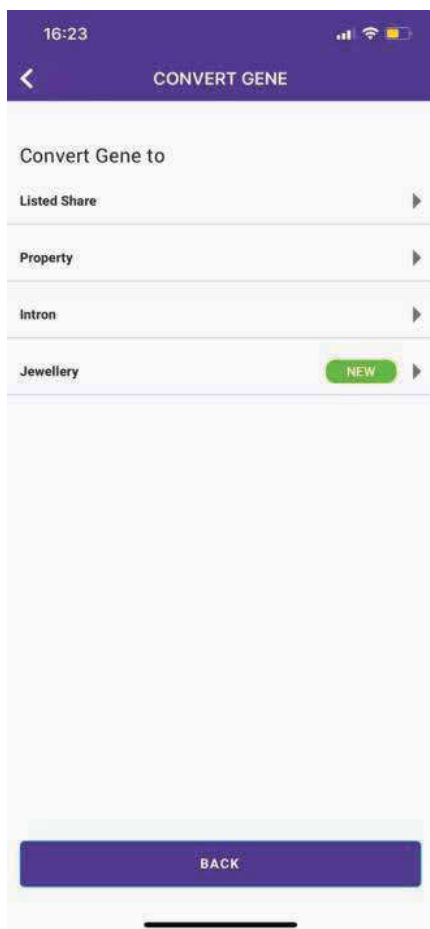 16:23
CONVERT GENE
Convert Gene to
Listed Share
Property
Intron
Jewellery NEW
BACK